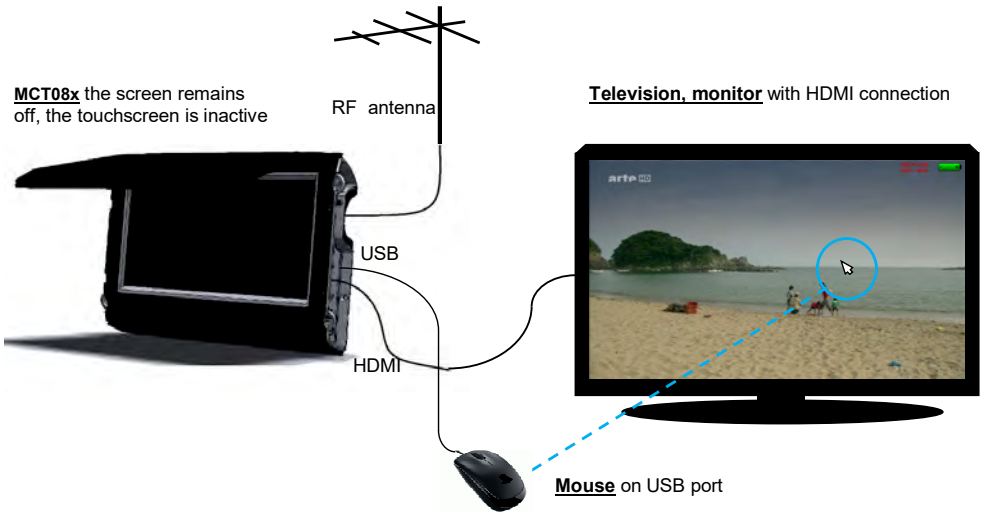 MCT08x the screen remains
off, the touchscreen is inactive
RF antenna
Television, monitor with HDMI connection
arte HD
USB
HDMI
Mouse on USB port